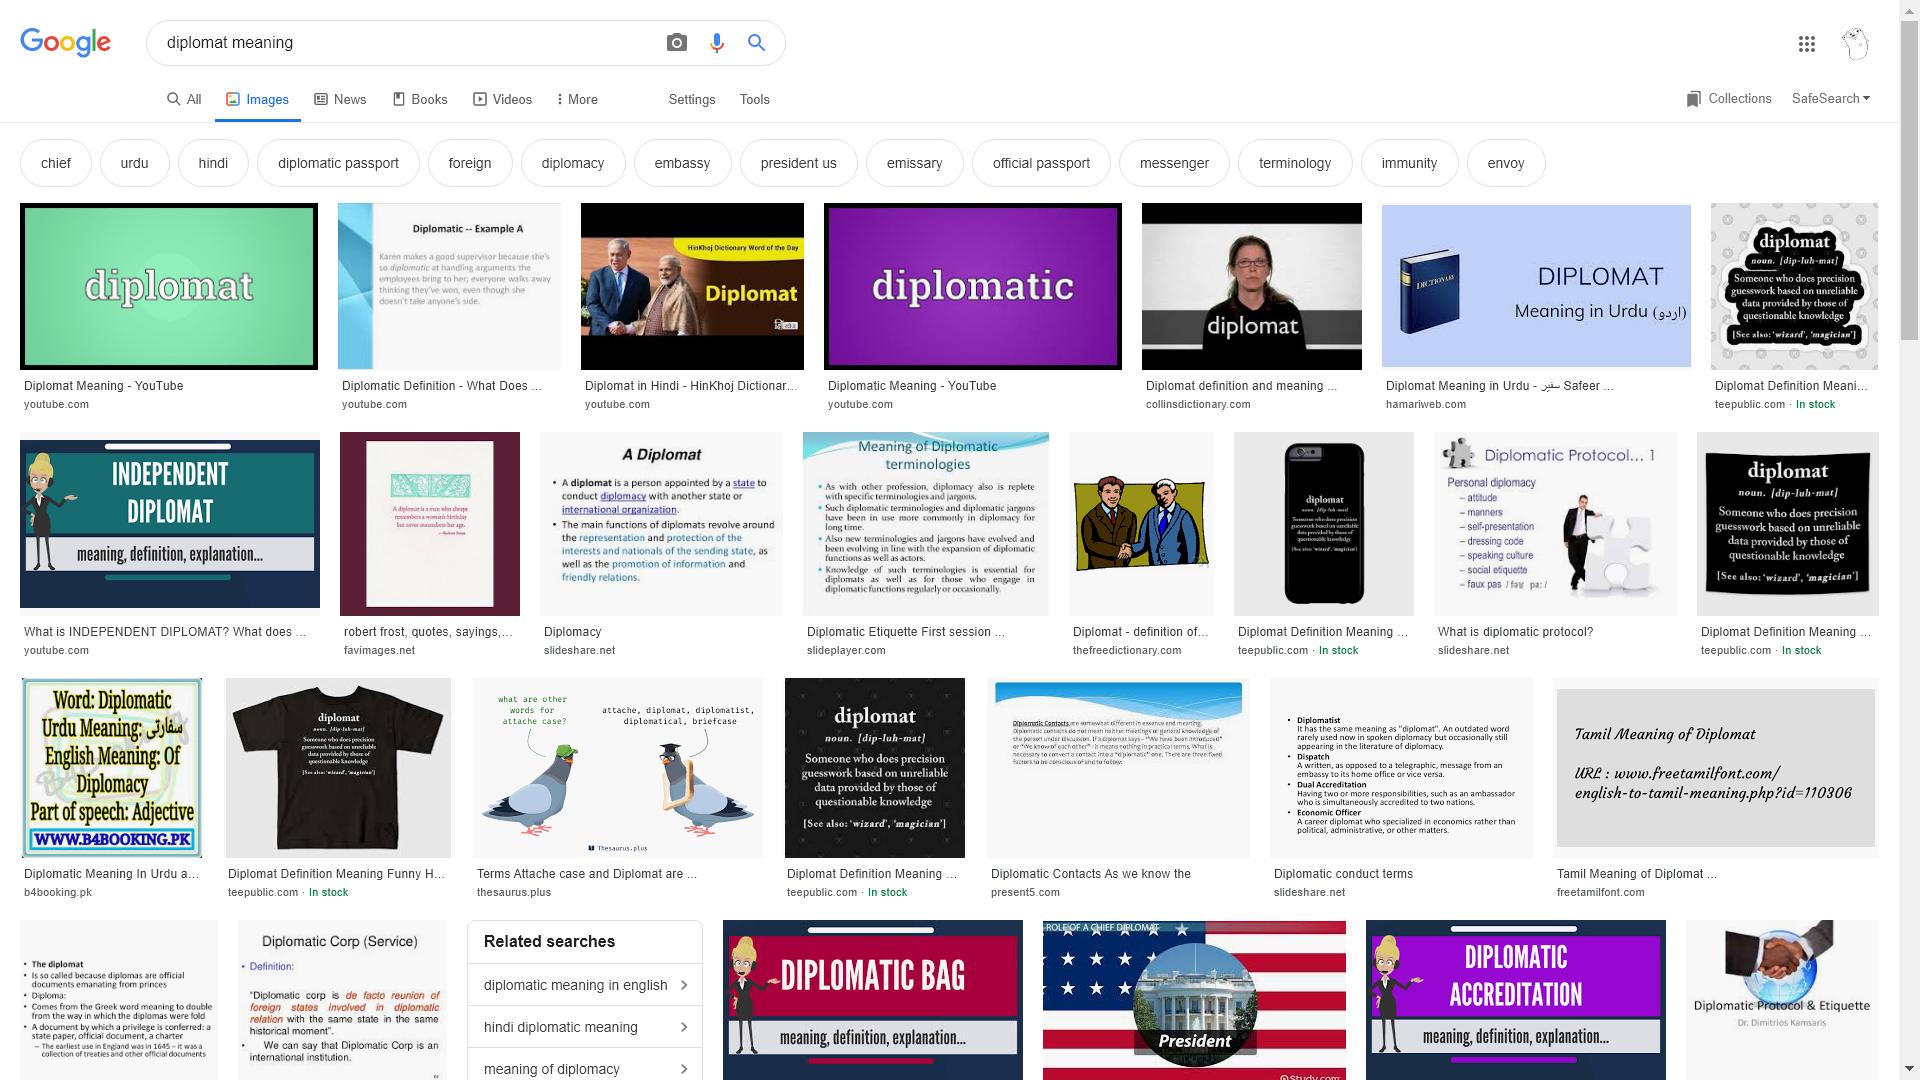 Google
diplomat meaning
All
Images
News
Books
Videos
More
Settings
Tools
Collections
SafeSearch
chief
urdu
hindi
diplomatic passport
foreign
diplomacy
embassy
president us
emissary
official passport
messenger
terminology
immunity
envoy
diplomat
Diplomat Meaning - YouTube
youtube.com
Diplomatic -- Example A
Karen makes a good supervisor because she's
so diplomatic at handling arguments the
employees bring to her; everyone walks away
thinking they've won, even though she
doesn't take anyone's side.
Diplomatic Definition - What Does ...
youtube.com
HinKhoj Dictionary Word of the Day
Diplomat
Diplomat in Hindi - HinKhoj Dictionar...
youtube.com
diplomatic
Diplomatic Meaning - YouTube
youtube.com
diplomat
Diplomat definition and meaning ...
collinsdictionary.com
DICTIONARY
DIPLOMAT
Meaning in Urdu (اردو)
Diplomat Meaning in Urdu - سفیر Safeer ...
hamariweb.com
diplomat
noun. [dip-luh-mat]
Someone who does precision
guesswork based on unreliable
data provided by those of
questionable knowledge
[See also: 'wizard', 'magician']
Diplomat Definition Meani...
teepublic.com · In stock
INDEPENDENT
DIPLOMAT
meaning, definition, explanation...
What is INDEPENDENT DIPLOMAT? What does ...
youtube.com
A diplomat is a man who always
remembers a woman's birthday
but never remembers her age.
—Robert Frost
robert frost, quotes, sayings,...
favimages.net
A Diplomat
• A diplomat is a person appointed by a state to
conduct diplomacy with another state or
international organization.
• The main functions of diplomats revolve around
the representation and protection of the
interests and nationals of the sending state, as
well as the promotion of information and
friendly relations.
Diplomacy
slideshare.net
Meaning of Diplomatic
terminologies
As with other profession, diplomacy also is replete
with specific terminologies and jargons.
Such diplomatic terminologies and diplomatic jargons
have been in use more commonly in diplomacy for
long time.
Also new terminologies and jargons have evolved and
been evolving in line with the expansion of diplomatic
functions as well as actors.
Knowledge of such terminologies is essential for
diplomats as well as for those who engage in
diplomatic functions regularly or occasionally.
Diplomatic Etiquette First session ...
slideplayer.com
Diplomat - definition of...
thefreedictionary.com
diplomat
noun. [dip-luh-mat]
Someone who does precision
guesswork based on unreliable
data provided by those of
questionable knowledge
[See also: 'wizard', 'magician']
Diplomat Definition Meaning ...
teepublic.com · In stock
Diplomatic Protocol... 1
Personal diplomacy
– attitude
– manners
– self-presentation
– dressing code
– speaking culture
– social etiquette
– faux pas
What is diplomatic protocol?
slideshare.net
diplomat
noun. [dip-luh-mat]
Someone who does precision
guesswork based on unreliable
data provided by those of
questionable knowledge
[See also: 'wizard', 'magician']
Diplomat Definition Meaning ...
teepublic.com · In stock
Word: Diplomatic
Urdu Meaning: سفارتی
English Meaning: Of
Diplomacy
Part of speech: Adjective
WWW.B4BOOKING.PK
Diplomatic Meaning In Urdu a...
b4booking.pk
diplomat
noun. [dip-luh-mat]
Someone who does precision
guesswork based on unreliable
data provided by those of
questionable knowledge
[See also: 'wizard', 'magician']
Diplomat Definition Meaning Funny H...
teepublic.com · In stock
what are other
words for
attache case?
attache, diplomat, diplomatist,
diplomatical, briefcase
Thesaurus.plus
Terms Attache case and Diplomat are ...
thesaurus.plus
diplomat
noun. [dip-luh-mat]
Someone who does precision
guesswork based on unreliable
data provided by those of
questionable knowledge
[See also: 'wizard', 'magician']
Diplomat Definition Meaning ...
teepublic.com · In stock
Diplomatic Contacts are somewhat different in essence and meaning.
Diplomatic Contacts As we know the
present5.com
• Diplomatist
It has the same meaning as "diplomat". An outdated word
rarely used now in spoken diplomacy but occasionally still
appearing in the literature of diplomacy.
• Dispatch
A written, as opposed to a telegraphic, message from an
embassy to its home office or vice versa.
• Dual Accreditation
Having two or more responsibilities, such as an ambassador
who is simultaneously accredited to two nations.
• Economic Officer
A career diplomat who specialized in economics rather than
political, administrative, or other matters.
Diplomatic conduct terms
slideshare.net
Tamil Meaning of Diplomat
URL : www.freetamilfont.com/
english-to-tamil-meaning.php?id=110306
Tamil Meaning of Diplomat ...
freetamilfont.com
• The diplomat
• Is so called because diplomas are official
documents emanating from princes
• Diploma:
• Comes from the Greek word meaning to double
from the way in which the diplomas were fold
• A document by which a privilege is conferred: a
state paper, official document, a charter
– The earliest use in England was in 1645 – it was a
collection of treaties and other official documents
Diplomatic Corp (Service)
• Definition:
"Diplomatic corp is de facto reunion of
foreign states involved in diplomatic
relation with the same state in the same
historical moment".
• We can say that Diplomatic Corp is an
international institution.
Related searches
diplomatic meaning in english
hindi diplomatic meaning
meaning of diplomacy
DIPLOMATIC BAG
meaning, definition, explanation...
ROLE OF A CHIEF DIPLOMAT
President
Study.com
DIPLOMATIC
ACCREDITATION
meaning, definition, explanation...
Diplomatic Protocol & Etiquette
Dr. Dimitrios Kamsaris